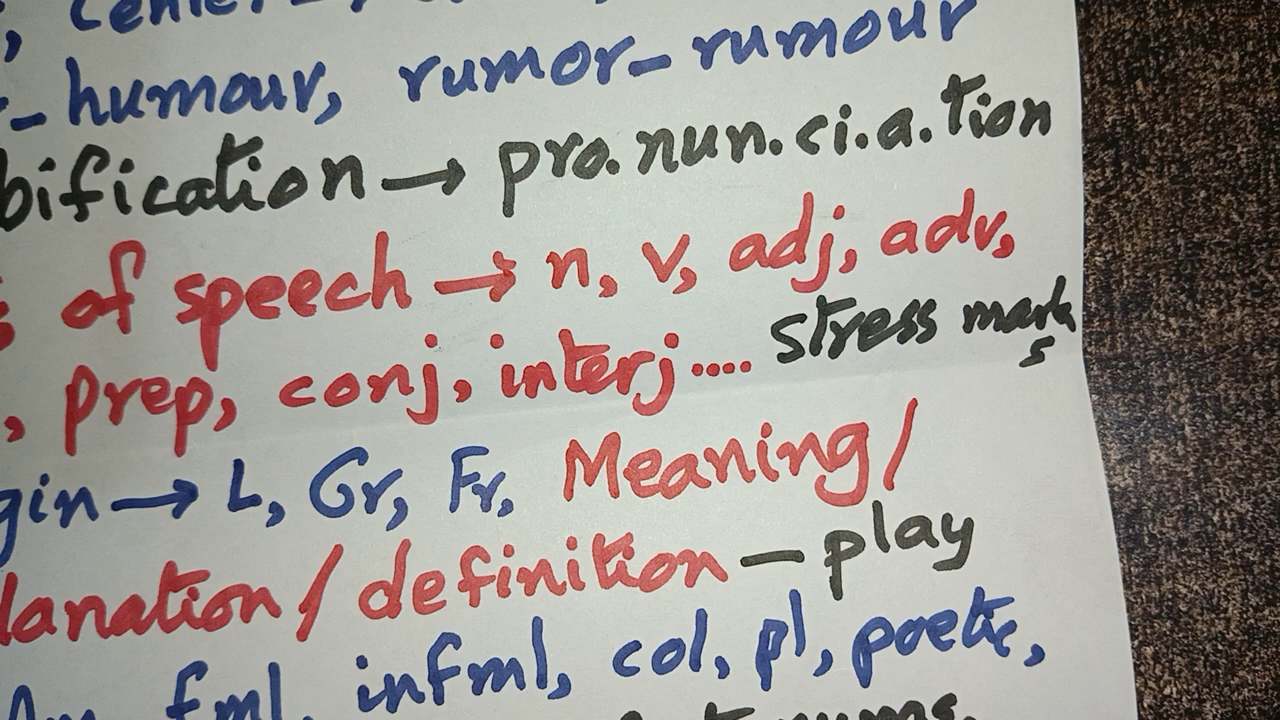 humour, rumor-rumour
bification → pro.nun.ci.a.tion
of speech → n, v, adj, adv,
, prep, conj, interj.... stress marks
gin → L, Gr, Fr, Meaning/
lanation/definition — play
fml, infml, col, pl, poetic,